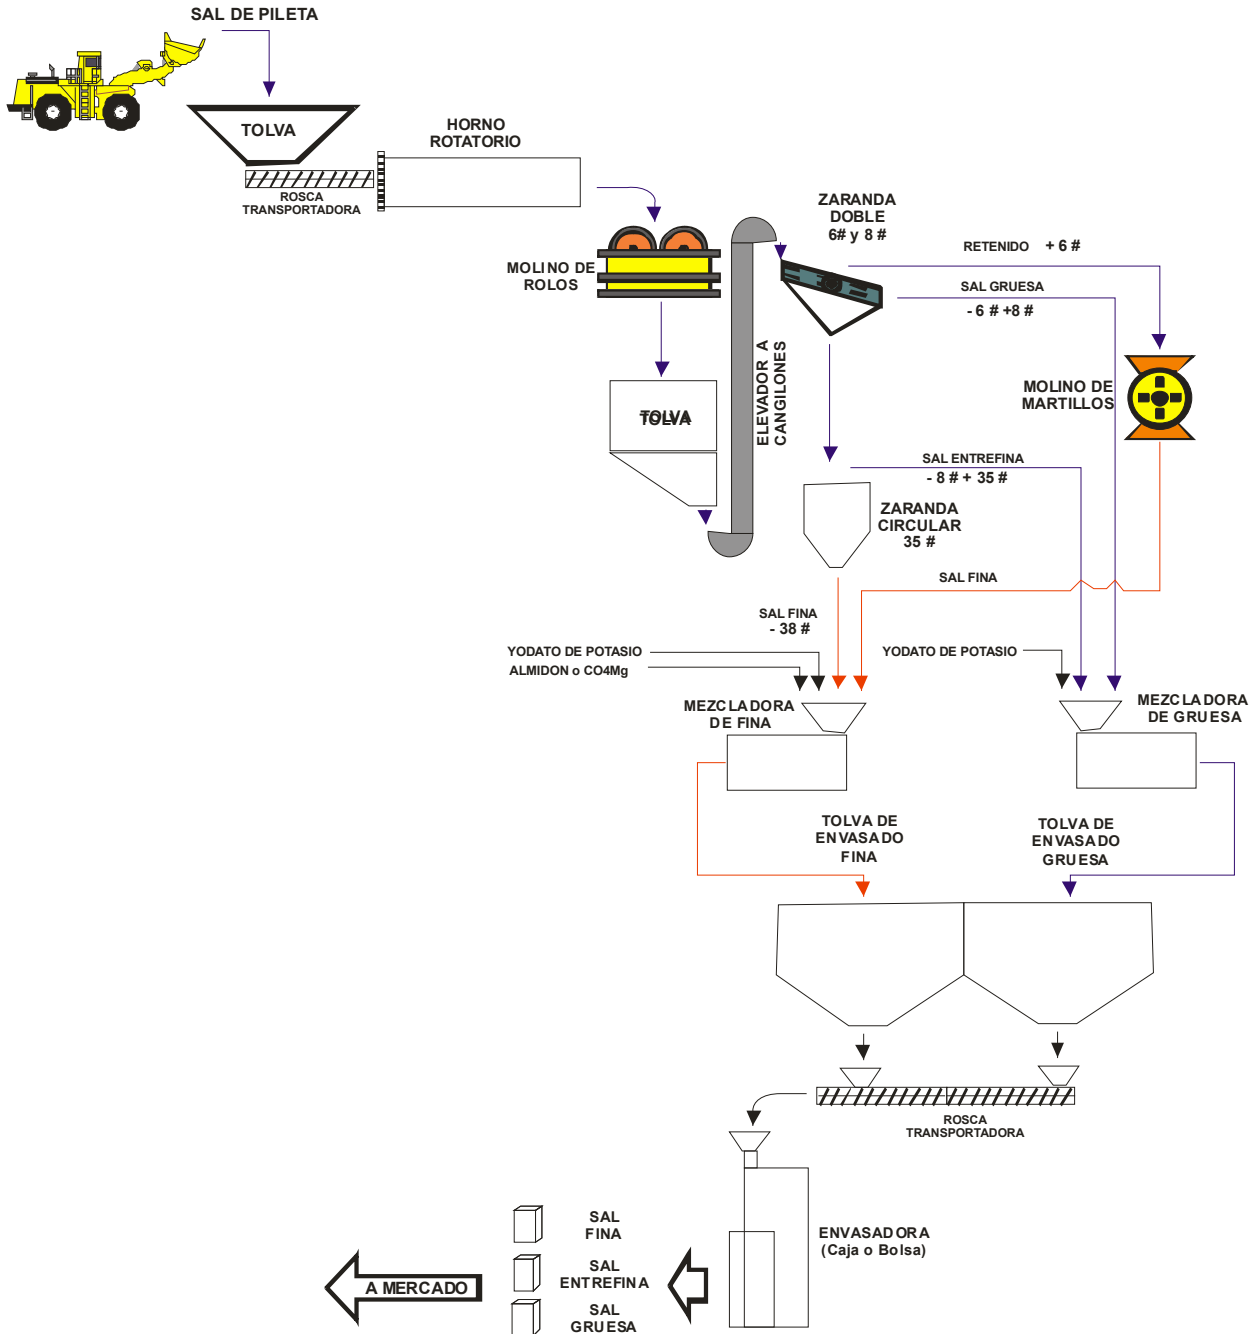 SAL DE PILETA
TOLVA
HORNO
ROTATORIO
ROSCA
TRANSPORTADORA
ZARANDA
DOBLE
6# y 8 #
RETENIDO + 6 #
MOLINO DE
ROLOS
SAL GRUESA
- 6 # +8 #
ELEVADOR A
CANGILONES
MOLINO DE
MARTILLOS
TOLVA
SAL ENTREFINA
- 8 # + 35 #
ZARANDA
CIRCULAR
35 #
SAL FINA
SAL FINA
- 38 #
YODATO DE POTASIO
ALMIDON o CO4Mg
YODATO DE POTASIO
MEZCLADORA
DE FINA
MEZCLADORA
DE GRUESA
TOLVA DE
ENVASADO
FINA
TOLVA DE
ENVASADO
GRUESA
ROSCA
TRANSPORTADORA
ENVASADORA
(Caja o Bolsa)
SAL
FINA
SAL
ENTREFINA
SAL
GRUESA
A MERCADO